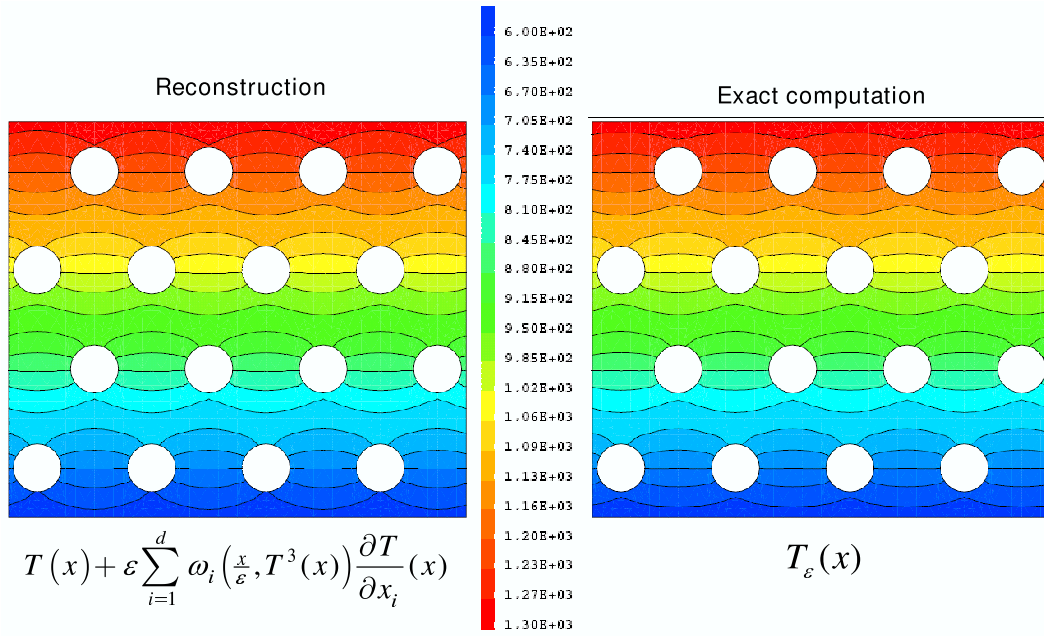 Reconstruction
Exact computation
6.00E+02
6.35E+02
6.70E+02
7.05E+02
7.40E+02
7.75E+02
8.10E+02
8.45E+02
8.80E+02
9.15E+02
9.50E+02
9.85E+02
1.02E+03
1.06E+03
1.09E+03
1.13E+03
1.16E+03
1.20E+03
1.23E+03
1.27E+03
1.30E+03
T(x)+ε∑_{i=1}^{d} ω_i(x/ε,T³(x)) ∂T/∂x_i (x)
T_ε(x)